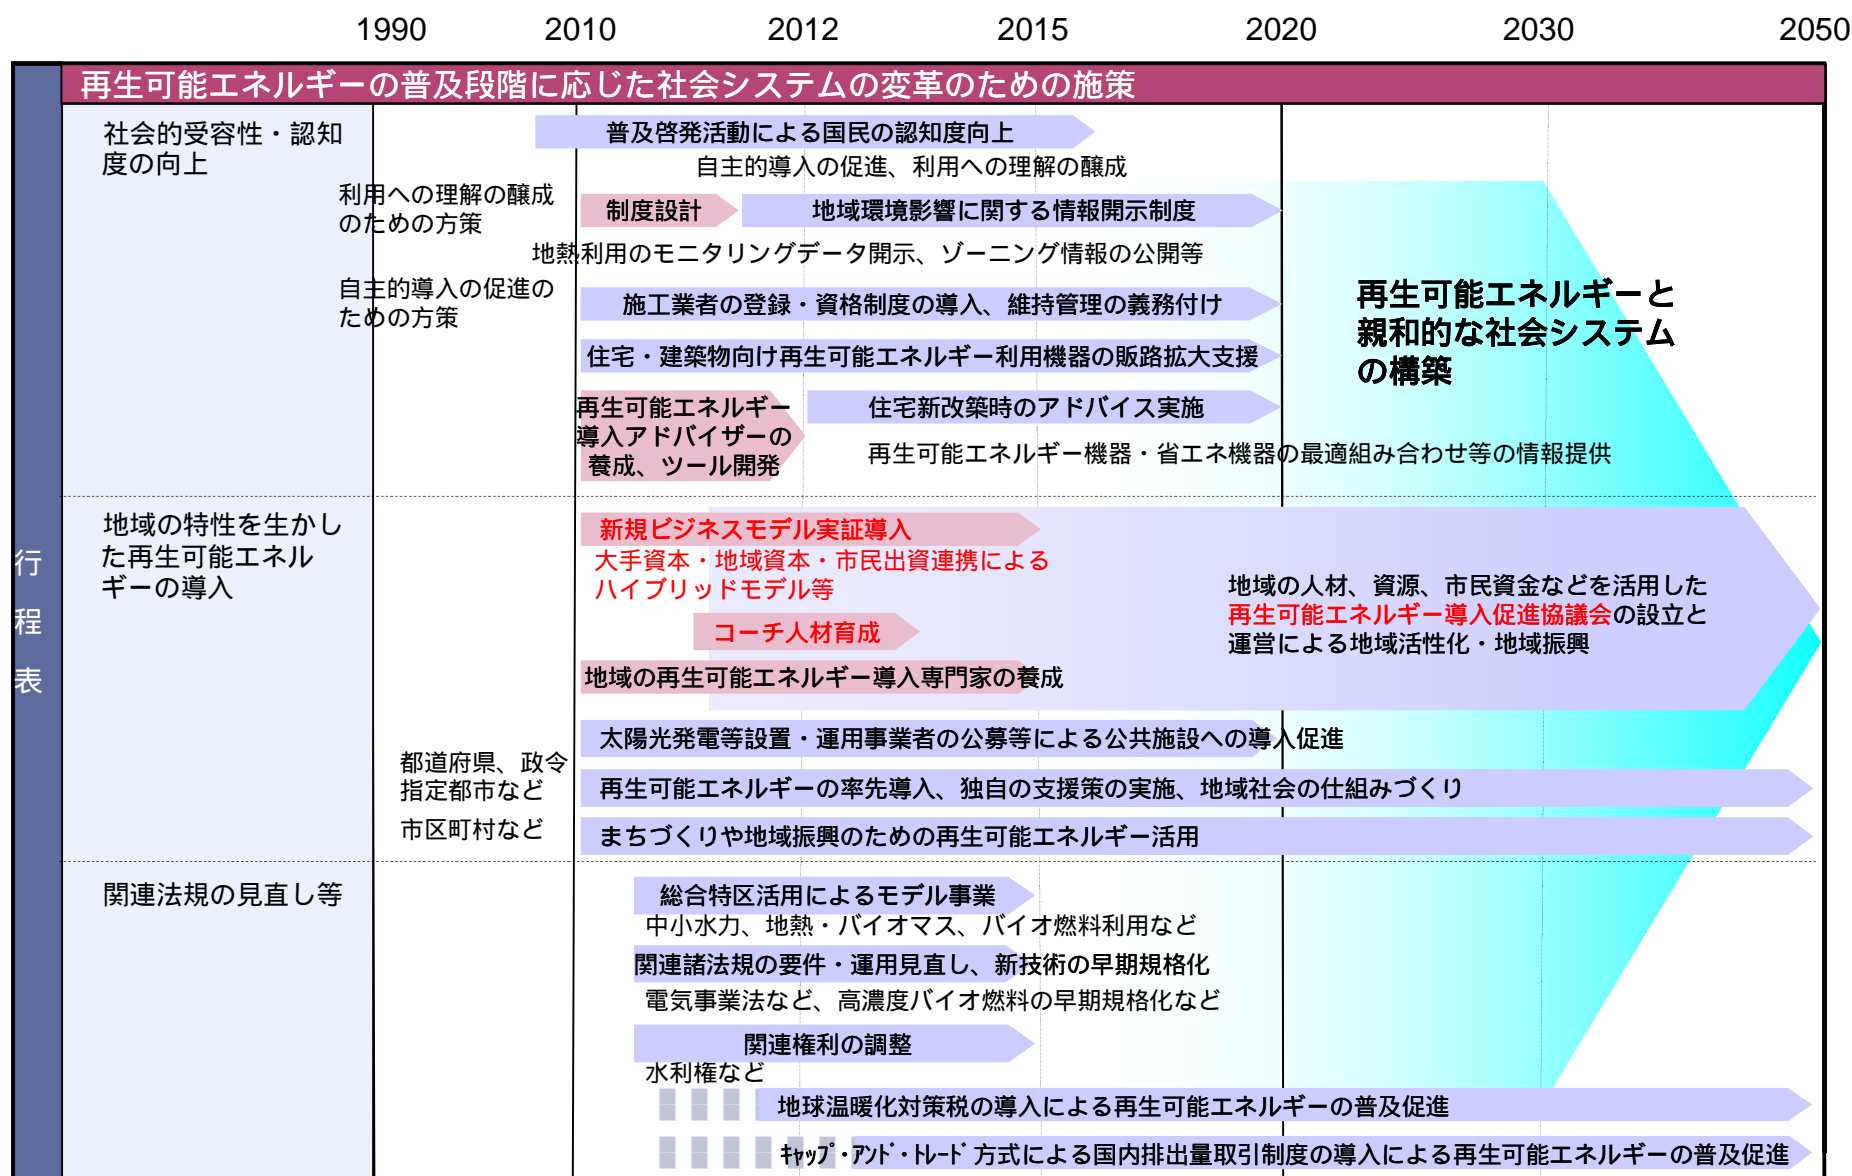 1990 2010 2012 2015 2020 2030 2050
再生可能エネルギーの普及段階に応じた社会システムの変革のための施策
行
程
表
社会的受容性・認知
度の向上
普及啓発活動による国民の認知度向上
自主的導入の促進、利用への理解の醸成
利用への理解の醸成
のための方策
制度設計
地域環境影響に関する情報開示制度
地熱利用のモニタリングデータ開示、ゾーニング情報の公開等
自主的導入の促進の
ための方策
施工業者の登録・資格制度の導入、維持管理の義務付け
住宅・建築物向け再生可能エネルギー利用機器の販路拡大支援
再生可能エネルギー
導入アドバイザーの
養成、ツール開発
住宅新改築時のアドバイス実施
再生可能エネルギー機器・省エネ機器の最適組み合わせ等の情報提供
再生可能エネルギーと
親和的な社会システム
の構築
地域の特性を生かし
た再生可能エネル
ギーの導入
新規ビジネスモデル実証導入
大手資本・地域資本・市民出資連携による
ハイブリッドモデル等
コーチ人材育成
地域の再生可能エネルギー導入専門家の養成
地域の人材、資源、市民資金などを活用した
再生可能エネルギー導入促進協議会の設立と
運営による地域活性化・地域振興
太陽光発電等設置・運用事業者の公募等による公共施設への導入促進
都道府県、政令
指定都市など
再生可能エネルギーの率先導入、独自の支援策の実施、地域社会の仕組みづくり
市区町村など
まちづくりや地域振興のための再生可能エネルギー活用
関連法規の見直し等
総合特区活用によるモデル事業
中小水力、地熱・バイオマス、バイオ燃料利用など
関連諸法規の要件・運用見直し、新技術の早期規格化
電気事業法など、高濃度バイオ燃料の早期規格化など
関連権利の調整
水利権など
地球温暖化対策税の導入による再生可能エネルギーの普及促進
ｷｬｯﾌﾟ・ｱﾝﾄﾞ・ﾄﾚｰﾄﾞ方式による国内排出量取引制度の導入による再生可能エネルギーの普及促進